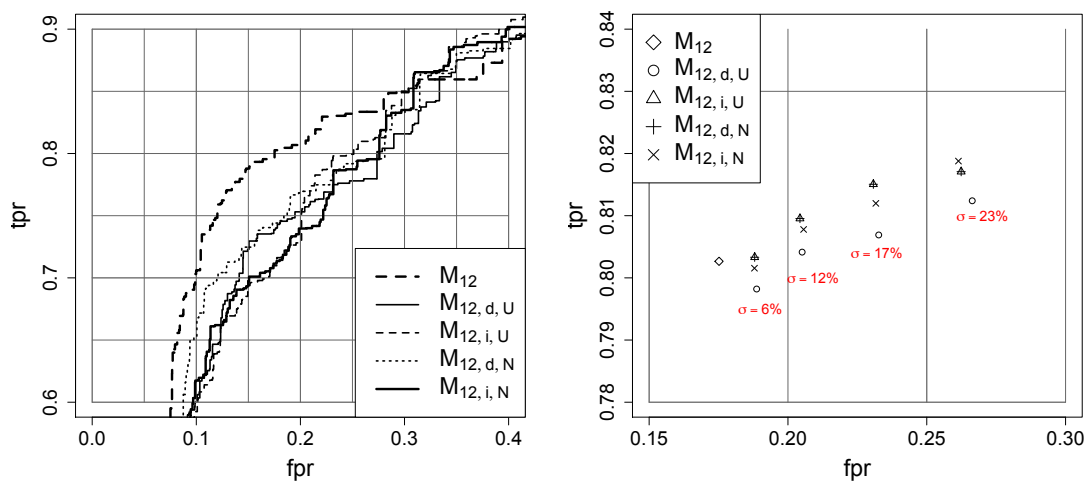 0.9
0.8
0.7
0.6
tpr
0.0 0.1 0.2 0.3 0.4
fpr
M12
M12, d, U
M12, i, U
M12, d, N
M12, i, N
0.84
0.83
0.82
0.81
0.80
0.79
0.78
tpr
0.15 0.20 0.25 0.30
fpr
M12
M12, d, U
M12, i, U
M12, d, N
M12, i, N
σ = 23%
σ = 17%
σ = 12%
σ = 6%